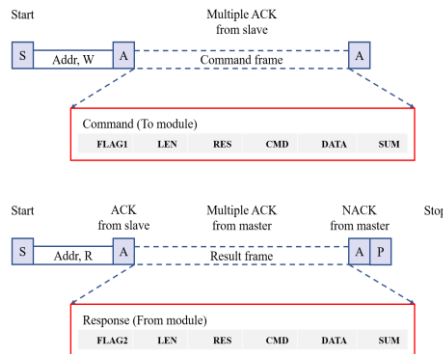 Start
Multiple ACK
from slave
S
Addr, W
A
Command frame
A
Command (To module)
FLAG1 LEN RES CMD DATA SUM
Start
ACK
from slave
Multiple ACK
from master
NACK
from master
Stop
S
Addr, R
A
Result frame
A
P
Response (From module)
FLAG2 LEN RES CMD DATA SUM